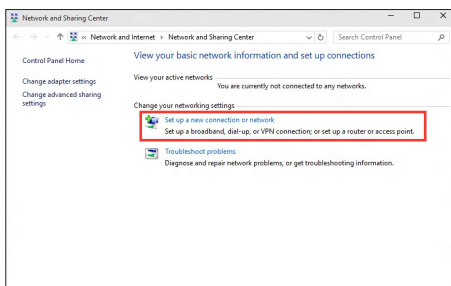 Network and Sharing Center
« Network and Internet › Network and Sharing Center
Search Control Panel
Control Panel Home
Change adapter settings
Change advanced sharing
settings
View your basic network information and set up connections
View your active networks
You are currently not connected to any networks.
Change your networking settings
Set up a new connection or network
Set up a broadband, dial-up, or VPN connection; or set up a router or access point.
Troubleshoot problems
Diagnose and repair network problems, or get troubleshooting information.